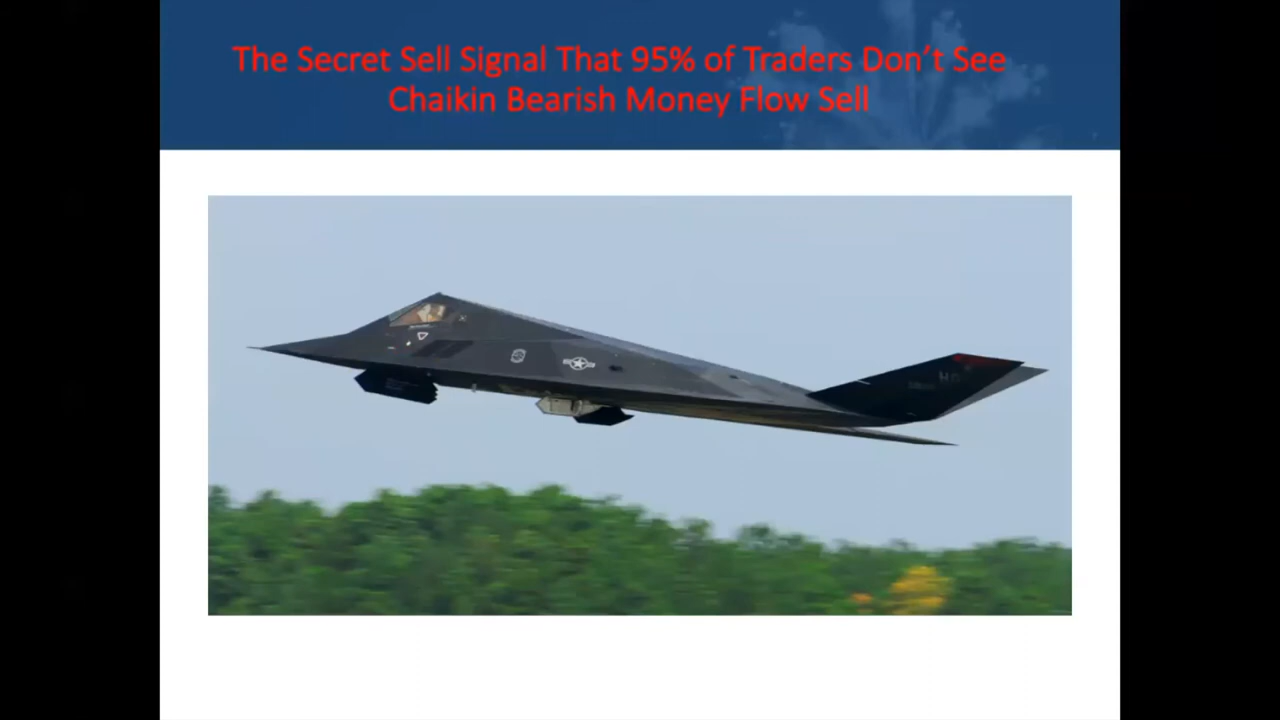 The Secret Sell Signal That 95% of Traders Don't See
Chaikin Bearish Money Flow Sell